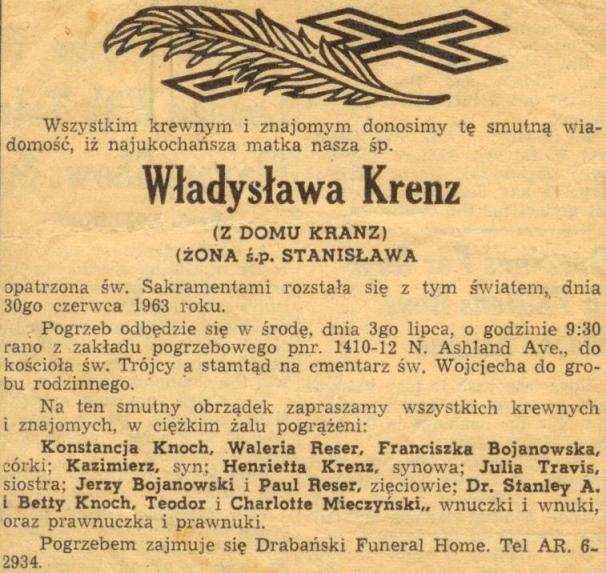 Wszystkim krewnym i znajomym donosimy tę smutną wia-
domość, iż najukochańsza matka nasza śp.
Władysława Krenz
(Z DOMU KRANZ)
(ŻONA ś.p. STANISŁAWA
opatrzona św. Sakramentami rozstała się z tym światem, dnia
30go czerwca 1963 roku.
Pogrzeb odbędzie się w środę, dnia 3go lipca, o godzinie 9:30
rano z zakładu pogrzebowego pnr. 1410-12 N. Ashland Ave., do
kościoła św. Trójcy a stamtąd na cmentarz św. Wojciecha do gro-
bu rodzinnego.
Na ten smutny obrządek zapraszamy wszystkich krewnych
i znajomych, w ciężkim żalu pogrążeni:
Konstancja Knoch, Waleria Reser, Franciszka Bojanowska,
córki; Kazimierz, syn; Henrietta Krenz, synowa; Julia Travis,
siostra; Jerzy Bojanowski i Paul Reser, zięciowie; Dr. Stanley A.
i Betty Knoch, Teodor i Charlotte Mieczyński,, wnuczki i wnuki,
oraz prawnuczka i prawnuki.
Pogrzebem zajmuje się Drabański Funeral Home. Tel AR. 6-
2934.